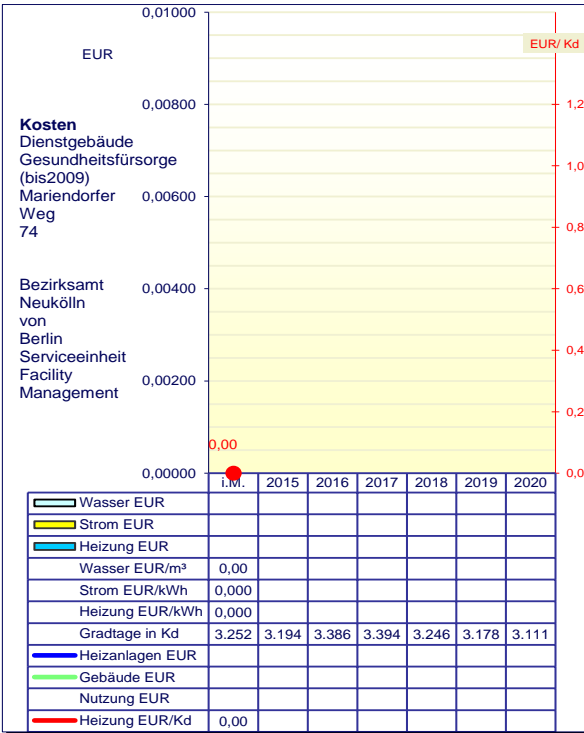 EUR
0,01000
0,00800
0,00600
0,00400
0,00200
0,00000
Kosten
Dienstgebäude
Gesundheitsfürsorge
(bis2009)
Mariendorfer
Weg
74
Bezirksamt
Neukölln
von
Berlin
Serviceeinheit
Facility
Management
EUR/ Kd
1,2
1,0
0,8
0,6
0,4
0,2
0,0
0,00
i.M. 2015 2016 2017 2018 2019 2020
Wasser EUR
Strom EUR
Heizung EUR
Wasser EUR/m³ 0,00
Strom EUR/kWh 0,000
Heizung EUR/kWh 0,000
Gradtage in Kd 3.252 3.194 3.386 3.394 3.246 3.178 3.111
Heizanlagen EUR
Gebäude EUR
Nutzung EUR
Heizung EUR/Kd 0,00